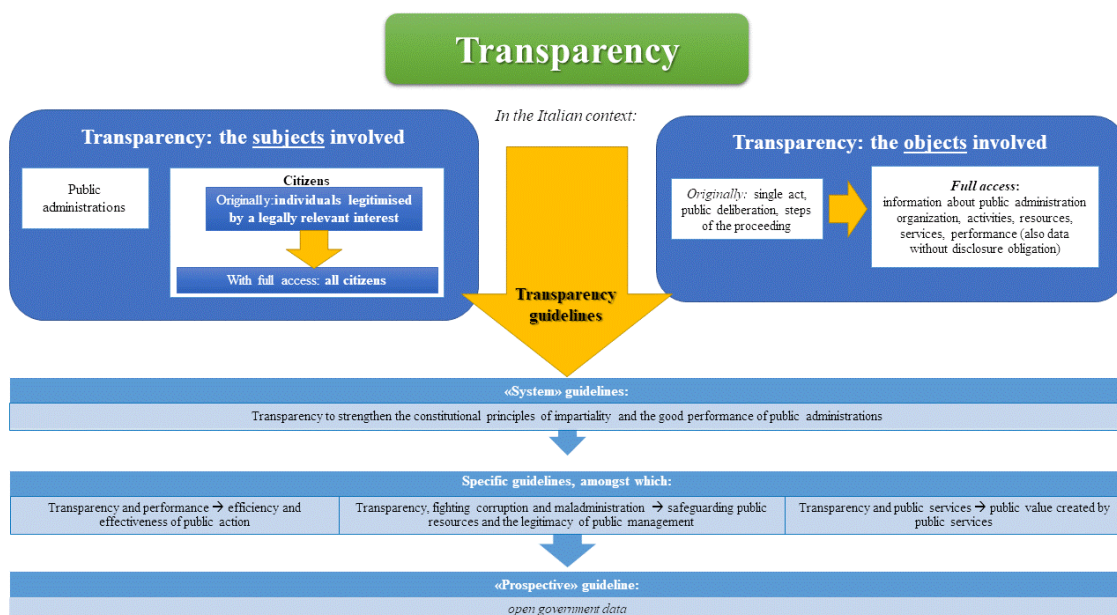 Transparency
In the Italian context:
Transparency: the subjects involved
Public
administrations
Citizens
Originally:individuals legitimised
by a legally relevant interest
With full access: all citizens
Transparency: the objects involved
Originally: single act,
public deliberation, steps
of the proceeding
Full access:
information about public administration
organization, activities, resources,
services, performance (also data
without disclosure obligation)
Transparency
guidelines
«System» guidelines:
Transparency to strengthen the constitutional principles of impartiality and the good performance of public administrations
Specific guidelines, amongst which:
Transparency and performance → efficiency and
effectiveness of public action
Transparency, fighting corruption and maladministration → safeguarding public
resources and the legitimacy of public management
Transparency and public services → public value created by
public services
«Prospective» guideline:
open government data